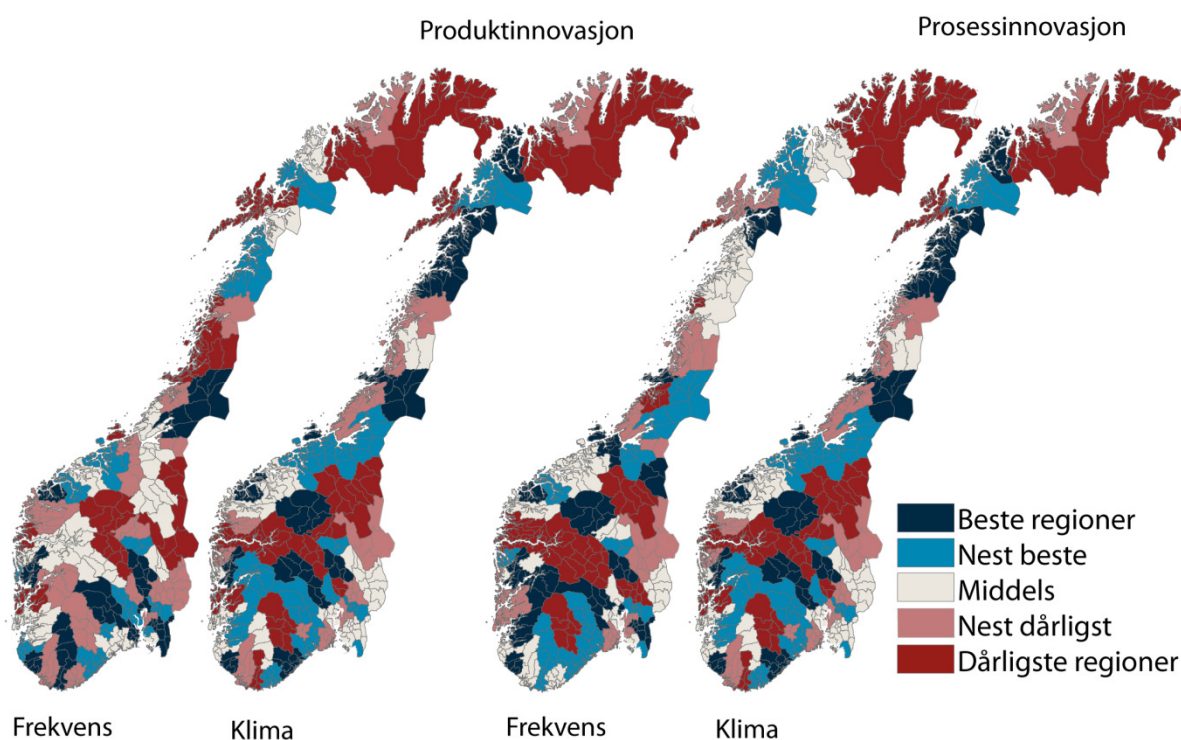 Produktinnovasjon
Prosessinnovasjon
Beste regioner
Nest beste
Middels
Nest dårligst
Dårligste regioner
Frekvens
Klima
Frekvens
Klima